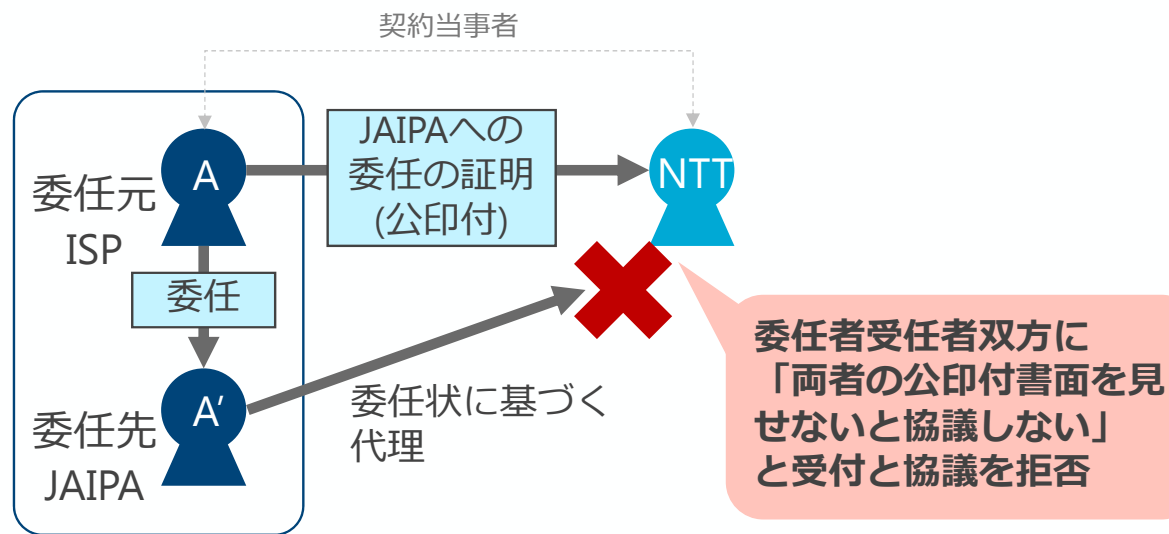 契約当事者
JAIPAへの
委任の証明
(公印付)
A
NTT
委任元
ISP
委任
委任先
JAIPA
A’
委任状に基づく
代理
委任者受任者双方に
「両者の公印付書面を見
せないと協議しない」
と受付と協議を拒否